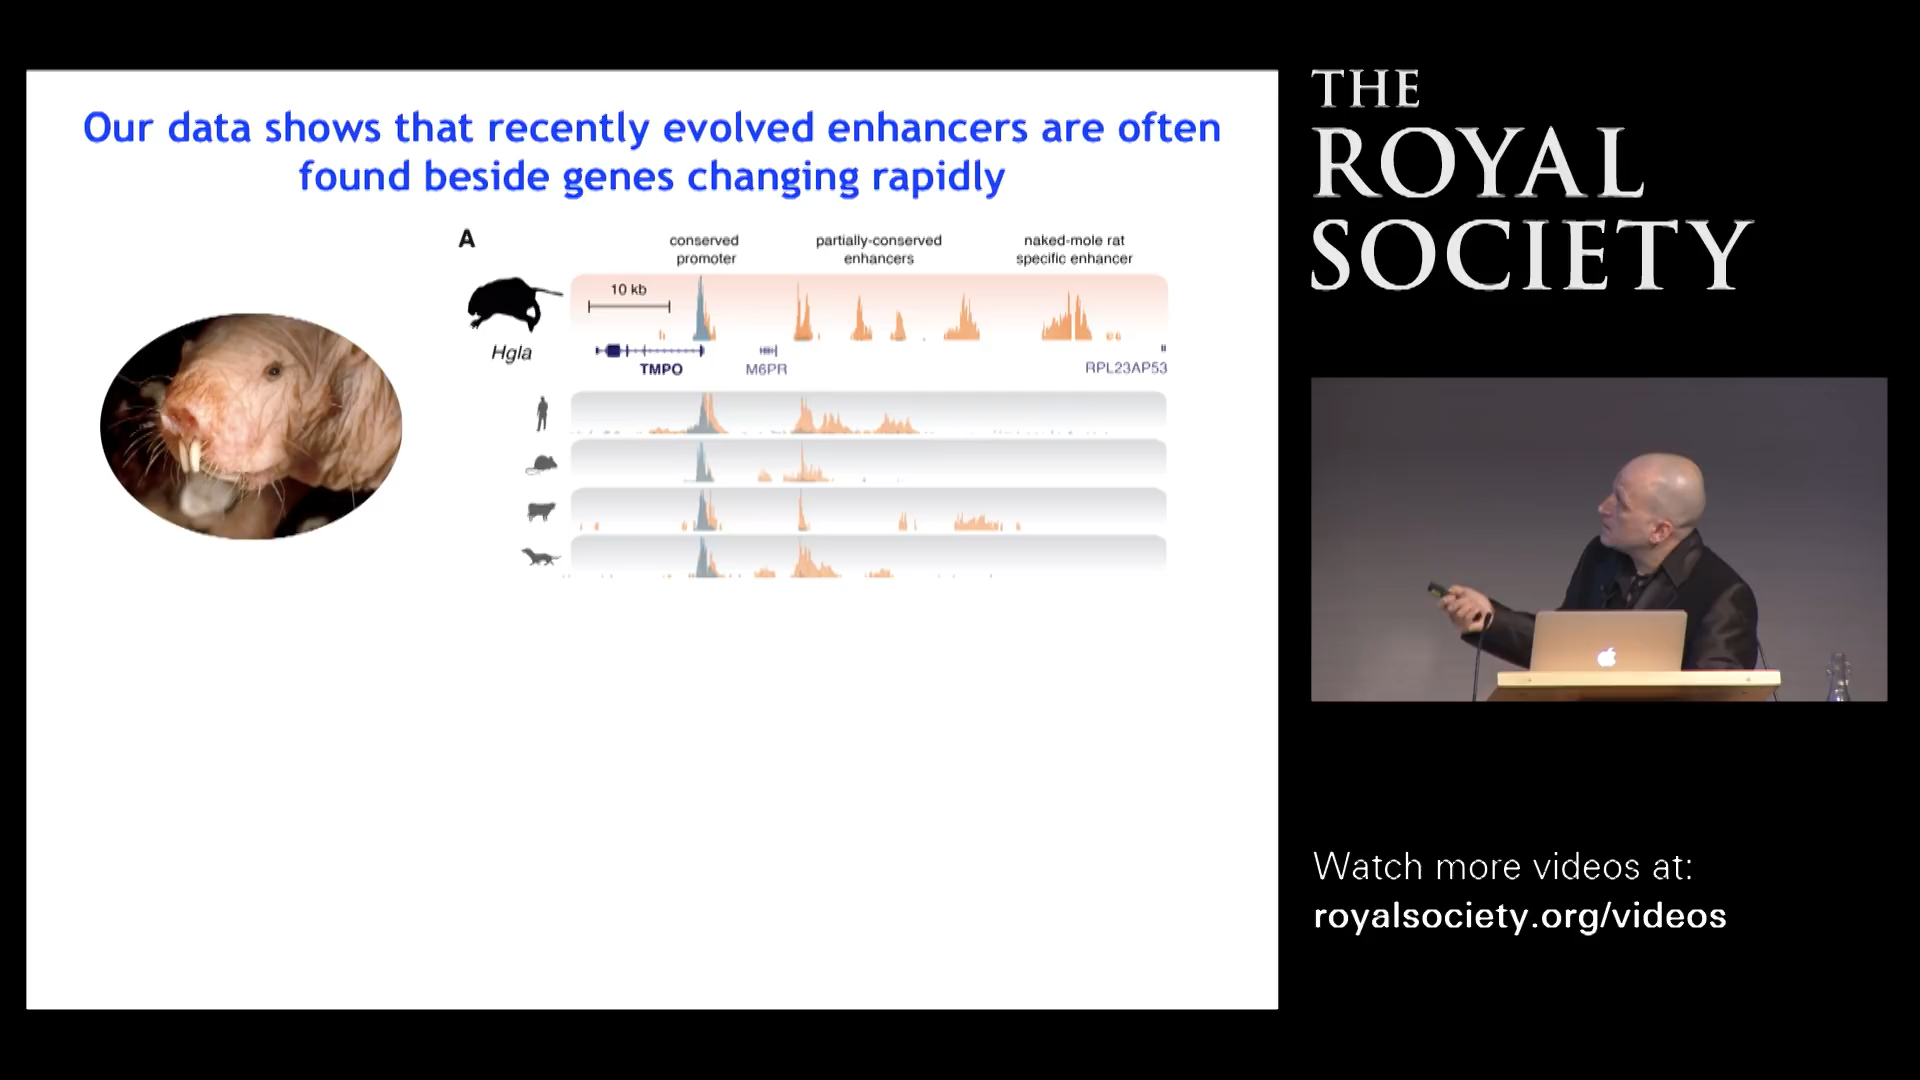 Our data shows that recently evolved enhancers are often
found beside genes changing rapidly
A
conserved
promoter
partially-conserved
enhancers
naked-mole rat
specific enhancer
10 kb
Hgla
TMPO
M6PR
RPL23AP53
THE
ROYAL
SOCIETY
Watch more videos at:
royalsociety.org/videos